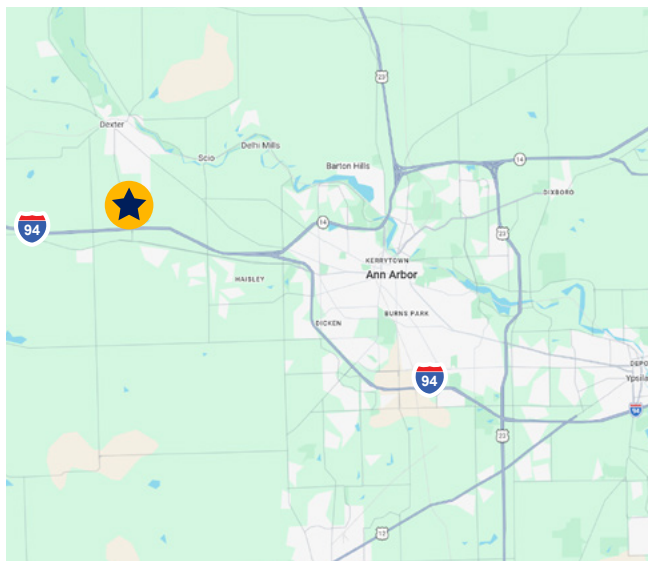 23
Dexter
Delhi Mills
Scio
14
Barton Hills
DIXBORO
94
14
23
KERRYTOWN
Ann Arbor
HAISLEY
BURNS PARK
DICKEN
DEPO
94
Ypsila
94
23
12